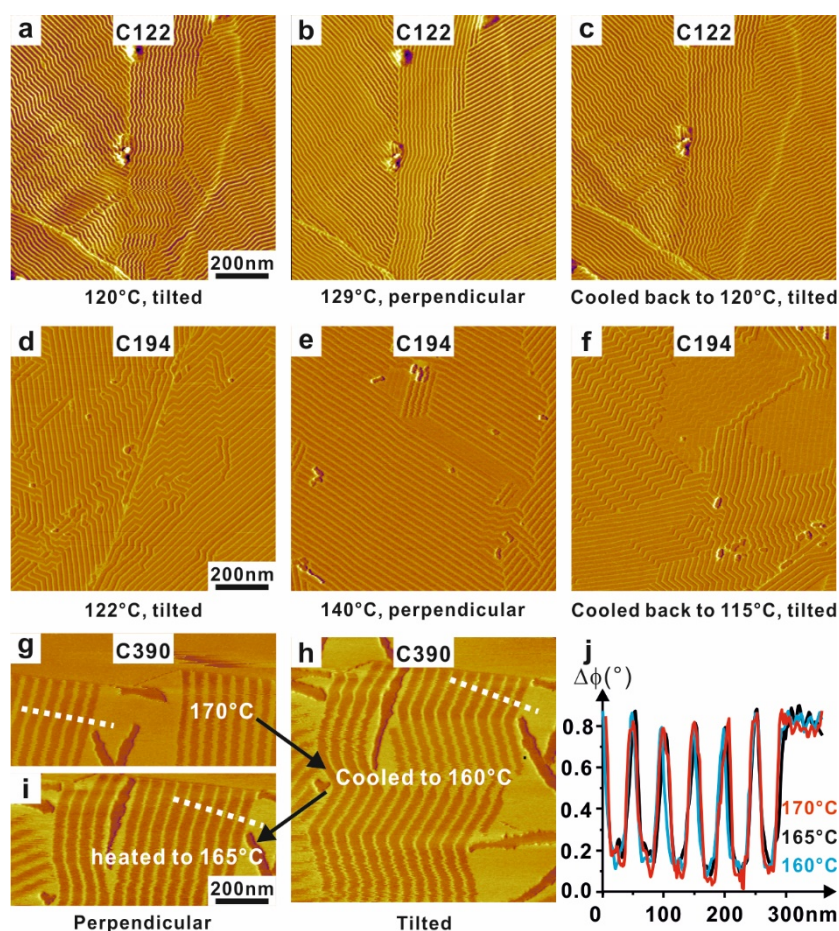 a C122
b C122
c C122
200nm
120°C, tilted
129°C, perpendicular
Cooled back to 120°C, tilted
d C194
e C194
f C194
200nm
122°C, tilted
140°C, perpendicular
Cooled back to 115°C, tilted
g C390
170°C
h C390
Cooled to 160°C
i
heated to 165°C
200nm
Perpendicular
Tilted
j
Δϕ(°)
0.8
0.6
0.4
0.2
0.0
170°C
165°C
160°C
0 100 200 300nm